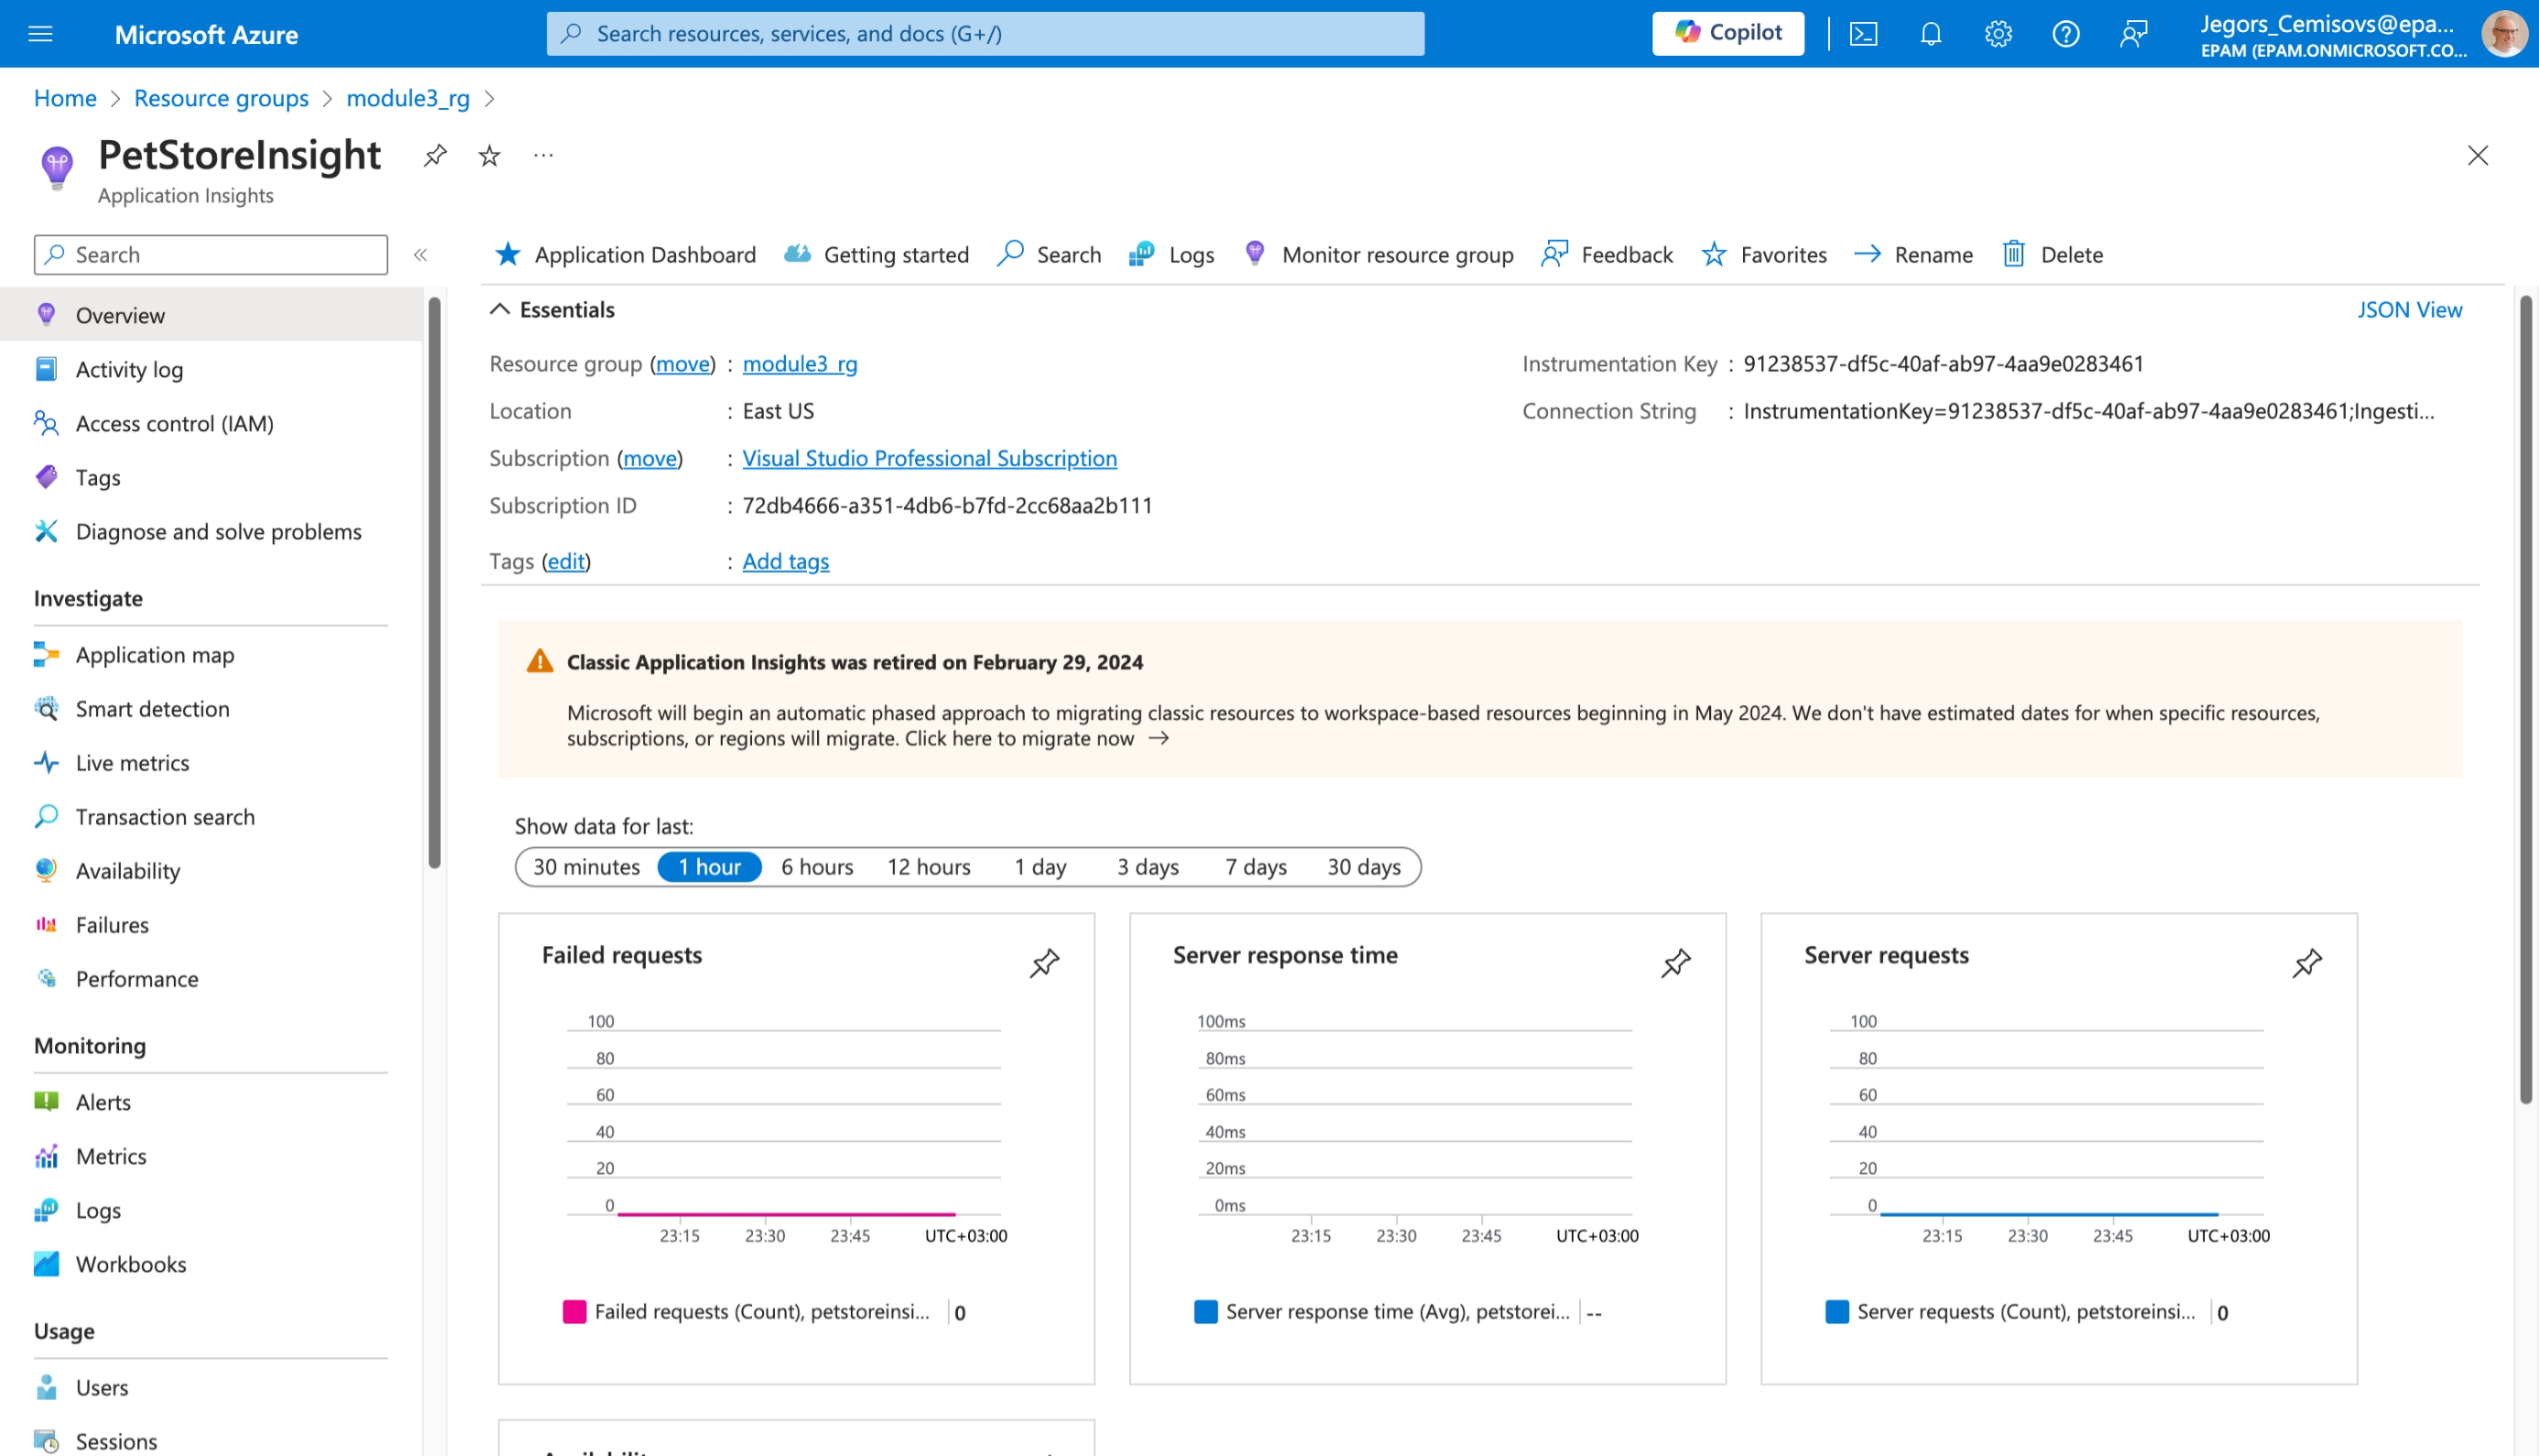 Microsoft Azure
Search resources, services, and docs (G+/)
Copilot
Jegors_Cemisovs@epa...
EPAM (EPAM.ONMICROSOFT.CO...
Home > Resource groups > module3_rg >
PetStoreInsight
Application Insights
Search
Application Dashboard
Getting started
Search
Logs
Monitor resource group
Feedback
Favorites
Rename
Delete
Overview
Activity log
Access control (IAM)
Tags
Diagnose and solve problems
Investigate
Application map
Smart detection
Live metrics
Transaction search
Availability
Failures
Performance
Monitoring
Alerts
Metrics
Logs
Workbooks
Usage
Users
Sessions
Essentials
JSON View
Resource group (move) : module3_rg
Location : East US
Subscription (move) : Visual Studio Professional Subscription
Subscription ID : 72db4666-a351-4db6-b7fd-2cc68aa2b111
Tags (edit) : Add tags
Instrumentation Key : 91238537-df5c-40af-ab97-4aa9e0283461
Connection String : InstrumentationKey=91238537-df5c-40af-ab97-4aa9e0283461;Ingesti...
Classic Application Insights was retired on February 29, 2024
Microsoft will begin an automatic phased approach to migrating classic resources to workspace-based resources beginning in May 2024. We don't have estimated dates for when specific resources,
subscriptions, or regions will migrate. Click here to migrate now →
Show data for last:
30 minutes
1 hour
6 hours
12 hours
1 day
3 days
7 days
30 days
Failed requests
100
80
60
40
20
0
23:15 23:30 23:45 UTC+03:00
Failed requests (Count), petstoreinsi... 0
Server response time
100ms
80ms
60ms
40ms
20ms
0ms
23:15 23:30 23:45 UTC+03:00
Server response time (Avg), petstorei... --
Server requests
100
80
60
40
20
0
23:15 23:30 23:45 UTC+03:00
Server requests (Count), petstoreinsi... 0